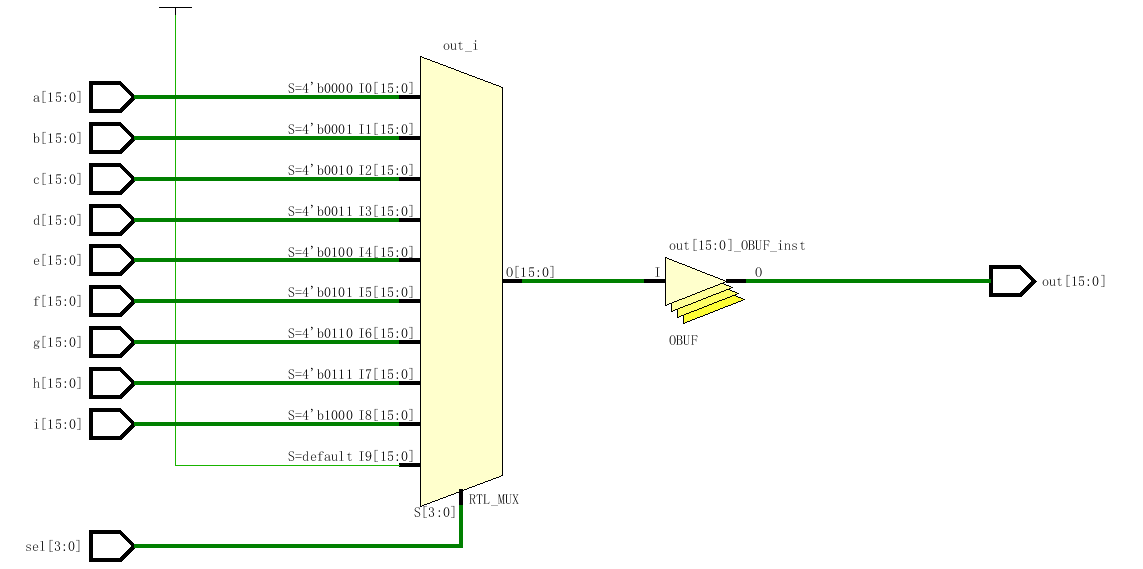 out_i
a[15:0] S=4'b0000 I0[15:0]
b[15:0] S=4'b0001 I1[15:0]
c[15:0] S=4'b0010 I2[15:0]
d[15:0] S=4'b0011 I3[15:0]
e[15:0] S=4'b0100 I4[15:0]
out[15:0]_OBUF_inst
O[15:0] I O out[15:0]
f[15:0] S=4'b0101 I5[15:0]
g[15:0] S=4'b0110 I6[15:0]
OBUF
h[15:0] S=4'b0111 I7[15:0]
i[15:0] S=4'b1000 I8[15:0]
S=default I9[15:0]
RTL_MUX
S[3:0]
sel[3:0]